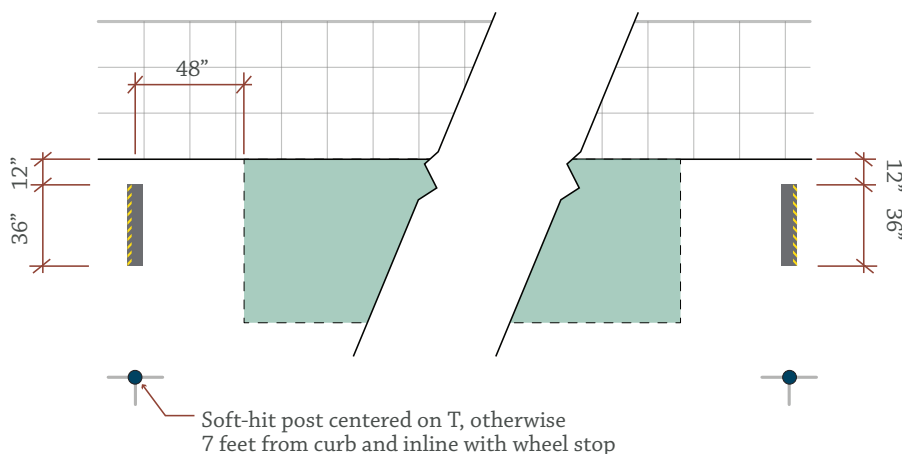 48”
12”
36”
12”
36”
Soft-hit post centered on T, otherwise
7 feet from curb and inline with wheel stop